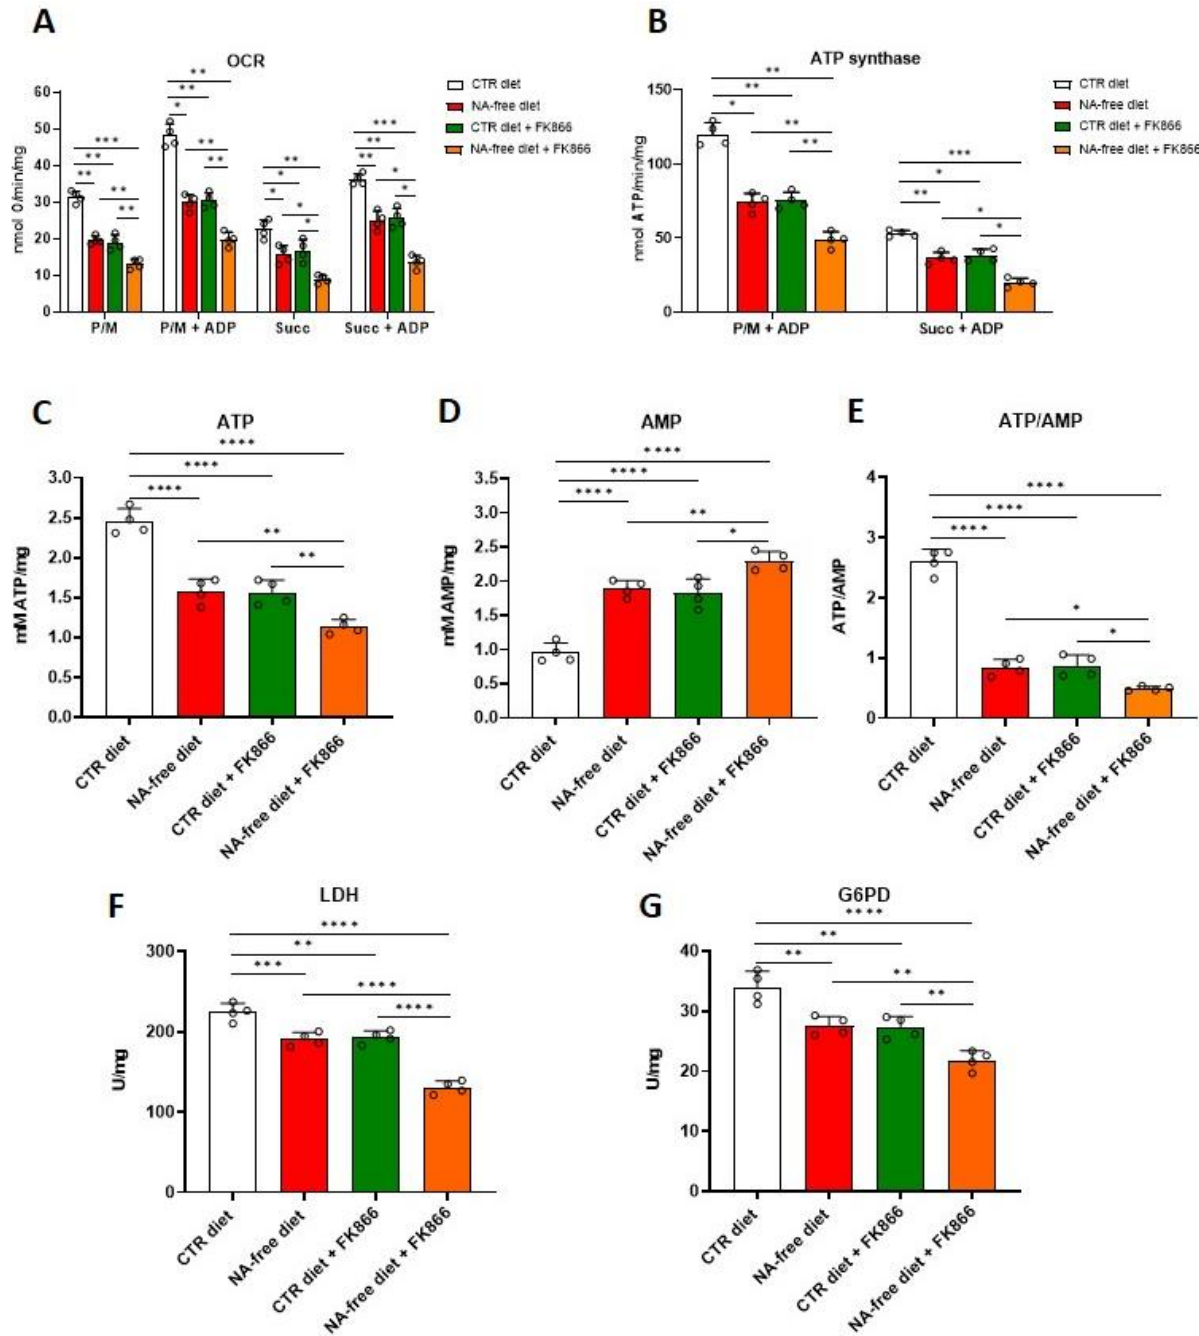 A
OCR
nmol O/min/mg
60
50
40
30
20
10
0
***
**
**
**
**
**
**
*
**
**
**
*
*
*
*
***
**
**
*
*
P/M
P/M + ADP
Succ
Succ + ADP
CTR diet
NA-free diet
CTR diet + FK866
NA-free diet + FK866
B
ATP synthase
nmol ATP/min/mg
150
100
50
0
**
**
*
**
**
***
*
**
*
*
P/M + ADP
Succ + ADP
CTR diet
NA-free diet
CTR diet + FK866
NA-free diet + FK866
C
ATP
mM ATP/mg
3.0
2.5
2.0
1.5
1.0
0.5
0.0
****
****
****
**
**
CTR diet
NA-free diet
CTR diet + FK866
NA-free diet + FK866
D
AMP
mM AMP/mg
3.5
3.0
2.5
2.0
1.5
1.0
0.5
0.0
****
****
****
**
*
CTR diet
NA-free diet
CTR diet + FK866
NA-free diet + FK866
E
ATP/AMP
ATP/AMP
4
3
2
1
0
****
****
****
*
*
CTR diet
NA-free diet
CTR diet + FK866
NA-free diet + FK866
F
LDH
U/mg
300
200
100
0
****
**
***
****
****
CTR diet
NA-free diet
CTR diet + FK866
NA-free diet + FK866
G
G6PD
U/mg
40
30
20
10
0
****
**
**
**
**
CTR diet
NA-free diet
CTR diet + FK866
NA-free diet + FK866